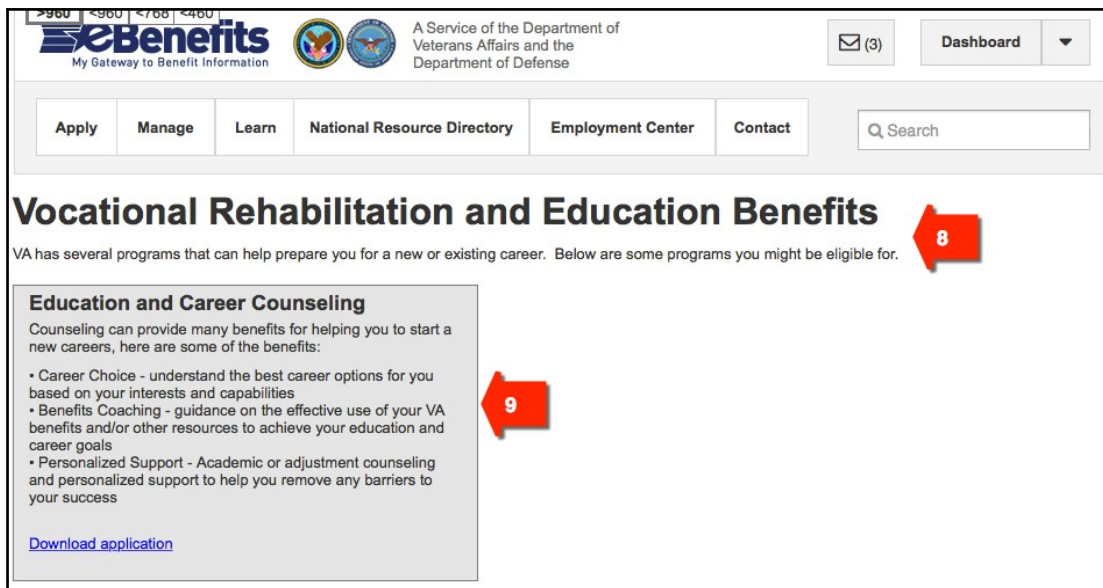 >960 <960 <768 <460
eBenefits
My Gateway to Benefit Information
A Service of the Department of
Veterans Affairs and the
Department of Defense
(3)
Dashboard
Apply Manage Learn National Resource Directory Employment Center Contact
Search
Vocational Rehabilitation and Education Benefits
8
VA has several programs that can help prepare you for a new or existing career. Below are some programs you might be eligible for.
Education and Career Counseling
Counseling can provide many benefits for helping you to start a
new careers, here are some of the benefits:
• Career Choice - understand the best career options for you
based on your interests and capabilities
• Benefits Coaching - guidance on the effective use of your VA
benefits and/or other resources to achieve your education and
career goals
• Personalized Support - Academic or adjustment counseling
and personalized support to help you remove any barriers to
your success
9
Download application